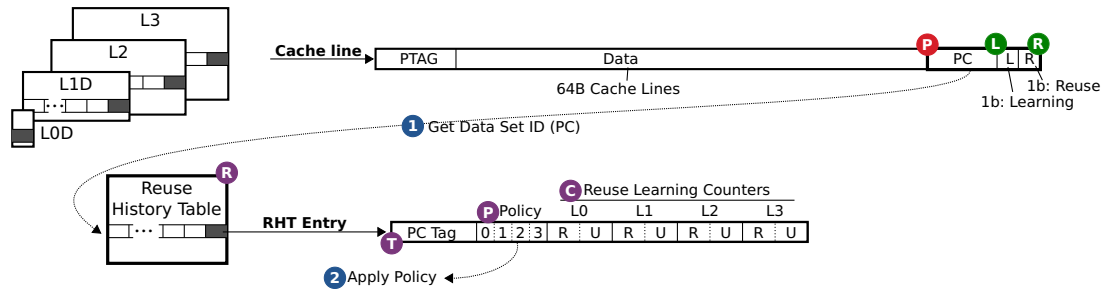 L3
L2
L1D
...
L0D
Cache line
PTAG
Data
P
PC
L
L
R
R
64B Cache Lines
1b: Reuse
1b: Learning
1 Get Data Set ID (PC)
R
Reuse
History Table
...
RHT Entry
C Reuse Learning Counters
P Policy
L0 L1 L2 L3
T
PC Tag 0 1 2 3 R U R U R U R U
2 Apply Policy